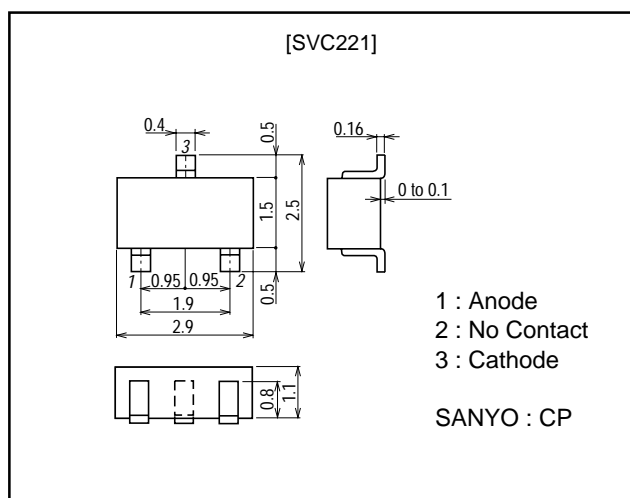 [SVC221]
0.4
3
0.5
1.5
2.5
0.5
0.16
0 to 0.1
1
0.95
0.95
2
1.9
2.9
0.8
1.1
1 : Anode
2 : No Contact
3 : Cathode
SANYO : CP